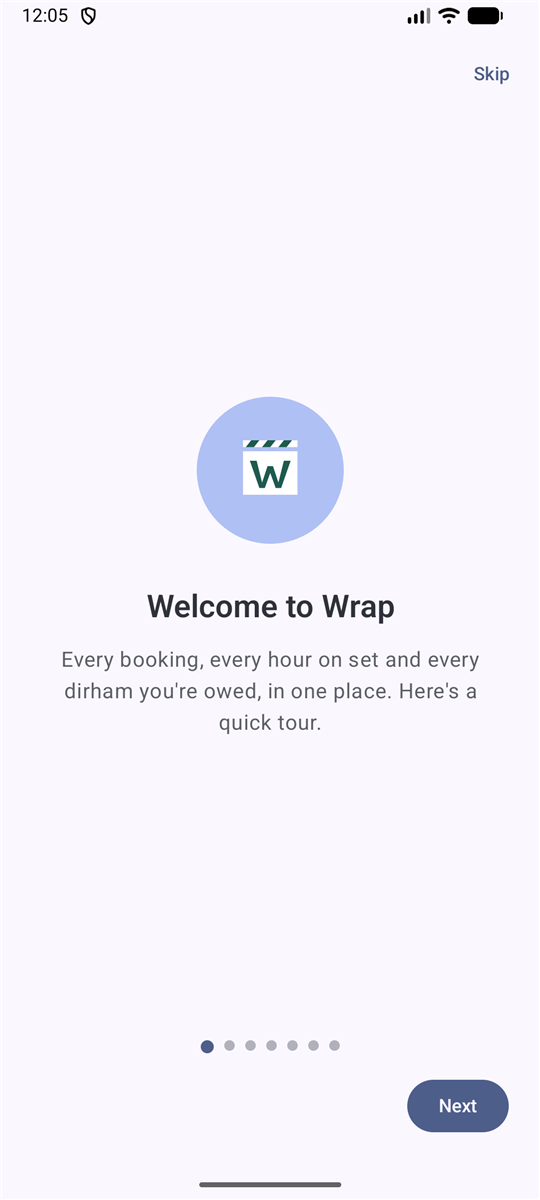 12:05
Skip
W
Welcome to Wrap
Every booking, every hour on set and every
dirham you're owed, in one place. Here's a
quick tour.
Next